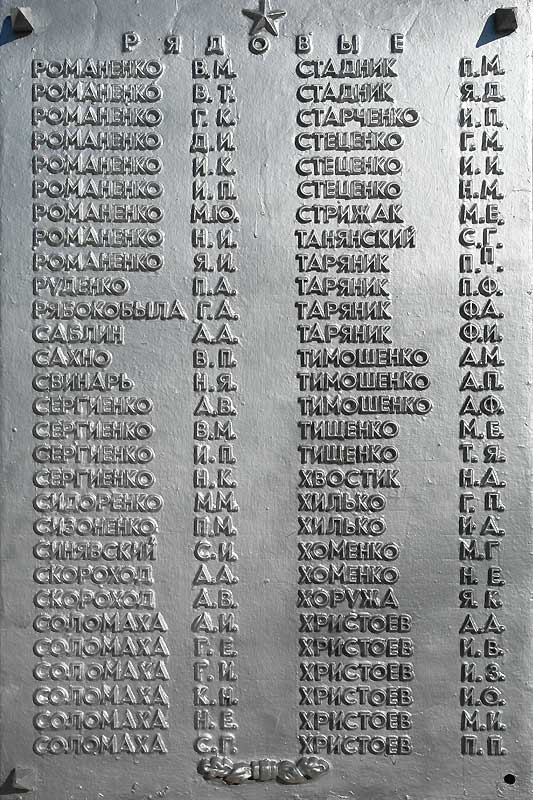 РЯДОВЫЕ
РОМАНЕНКО В.М.
РОМАНЕНКО В.Т.
РОМАНЕНКО Г.К.
РОМАНЕНКО Д.И.
РОМАНЕНКО И.К.
РОМАНЕНКО И.П.
РОМАНЕНКО М.Ю.
РОМАНЕНКО Н.И.
РОМАНЕНКО Я.И.
РУДЕНКО П.А.
РЯБОКОБЫЛА Г.А.
САБЛИН А.А.
САХНО В.П.
СВИНАРЬ Н.Я.
СЕРГИЕНКО А.В.
СЕРГИЕНКО В.М.
СЕРГИЕНКО И.П.
СЕРГИЕНКО Н.К.
СИДОРЕНКО М.М.
СИЗОНЕНКО П.М.
СИНЯВСКИЙ С.И.
СКОРОХОД А.А.
СКОРОХОД А.В.
СОЛОМАХА А.И.
СОЛОМАХА Г.Е.
СОЛОМАХА Г.И.
СОЛОМАХА К.Н.
СОЛОМАХА Н.Е.
СОЛОМАХА С.Г.
СТАДНИК П.М.
СТАДНИК Я.Д
СТАРЧЕНКО И.П.
СТЕЦЕНКО Г.М.
СТЕЦЕНКО И.И.
СТЕЦЕНКО Н.М.
СТРИЖАК М.Е.
ТАНЯНСКИЙ С.Г.
ТАРЯНИК П.П.
ТАРЯНИК П.Ф.
ТАРЯНИК Ф.А.
ТАРЯНИК Ф.И.
ТИМОШЕНКО А.М.
ТИМОШЕНКО А.П.
ТИМОШЕНКО А.Ф.
ТИЩЕНКО М.Е.
ТИЩЕНКО Т.Я.
ХВОСТИК Н.Д.
ХИЛЬКО Г.П.
ХИЛЬКО И.А.
ХОМЕНКО М.Г
ХОМЕНКО Н.Е.
ХОРУЖА Я.К.
ХРИСТОЕВ А.А.
ХРИСТОЕВ И.В.
ХРИСТОЕВ И.З.
ХРИСТОЕВ И.О.
ХРИСТОЕВ М.И.
ХРИСТОЕВ П.П.